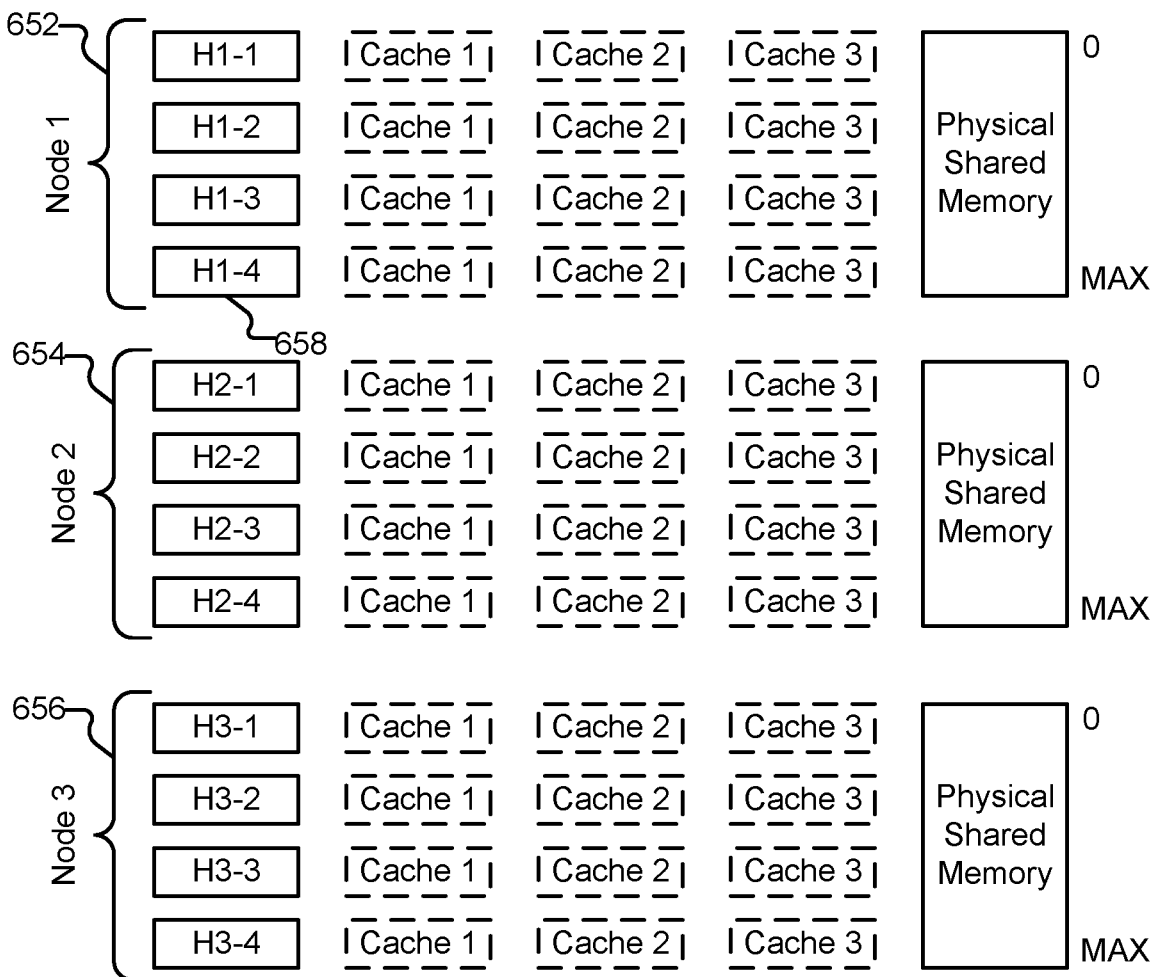 652
Node 1
H1-1 Cache 1 Cache 2 Cache 3 0
H1-2 Cache 1 Cache 2 Cache 3
H1-3 Cache 1 Cache 2 Cache 3
H1-4 Cache 1 Cache 2 Cache 3 MAX
Physical
Shared
Memory
658
654
Node 2
H2-1 Cache 1 Cache 2 Cache 3 0
H2-2 Cache 1 Cache 2 Cache 3
H2-3 Cache 1 Cache 2 Cache 3
H2-4 Cache 1 Cache 2 Cache 3 MAX
Physical
Shared
Memory
656
Node 3
H3-1 Cache 1 Cache 2 Cache 3 0
H3-2 Cache 1 Cache 2 Cache 3
H3-3 Cache 1 Cache 2 Cache 3
H3-4 Cache 1 Cache 2 Cache 3 MAX
Physical
Shared
Memory